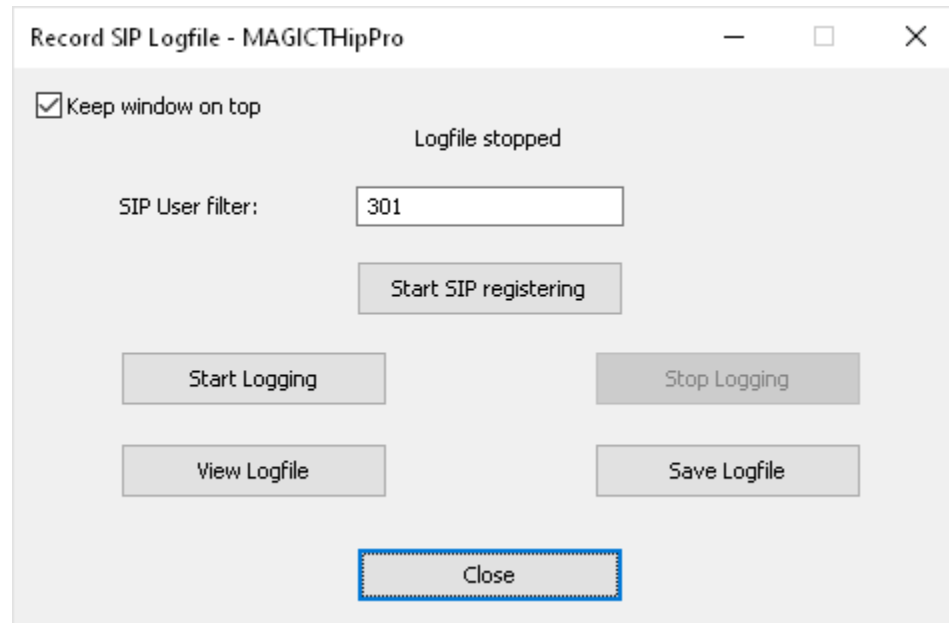 Record SIP Logfile - MAGICTHipPro
Keep window on top
Logfile stopped
SIP User filter: 301
Start SIP registering
Start Logging Stop Logging
View Logfile Save Logfile
Close